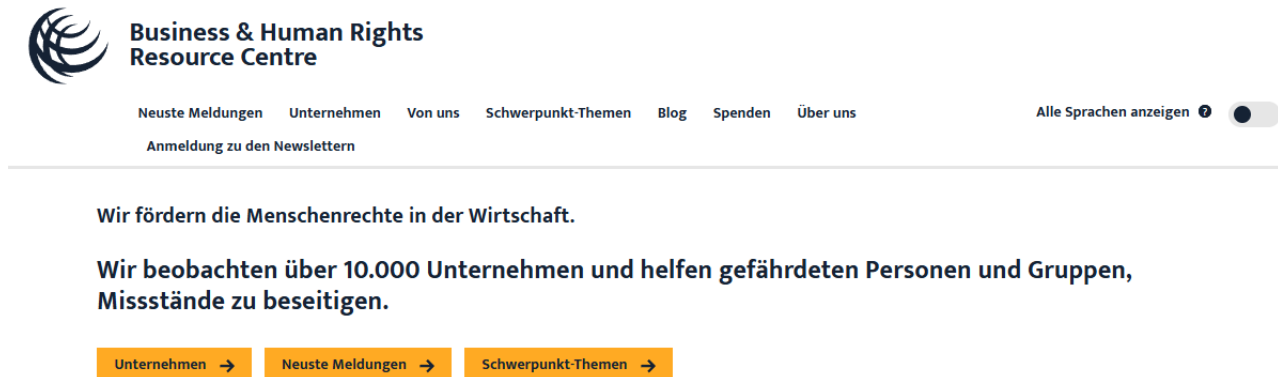 Business & Human Rights
Resource Centre
Neuste Meldungen Unternehmen Von uns Schwerpunkt-Themen Blog Spenden Über uns Alle Sprachen anzeigen ?
Anmeldung zu den Newslettern
Wir fördern die Menschenrechte in der Wirtschaft.
Wir beobachten über 10.000 Unternehmen und helfen gefährdeten Personen und Gruppen,
Missstände zu beseitigen.
Unternehmen → Neuste Meldungen → Schwerpunkt-Themen →